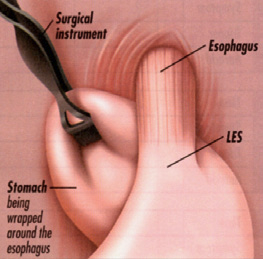 Surgical
instrument
Esophagus
LES
Stomach
being
wrapped
around the
esophagus